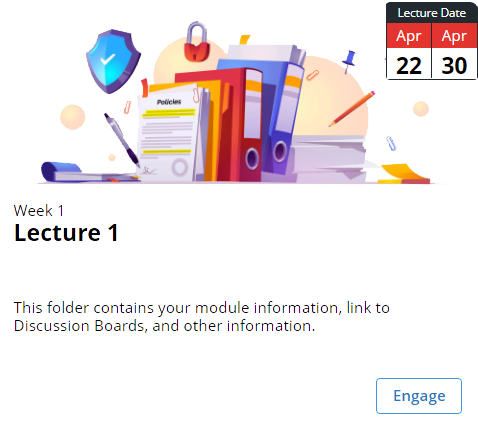 Lecture Date
Apr Apr
22 30
Policies
Week 1
Lecture 1
This folder contains your module information, link to
Discussion Boards, and other information.
Engage